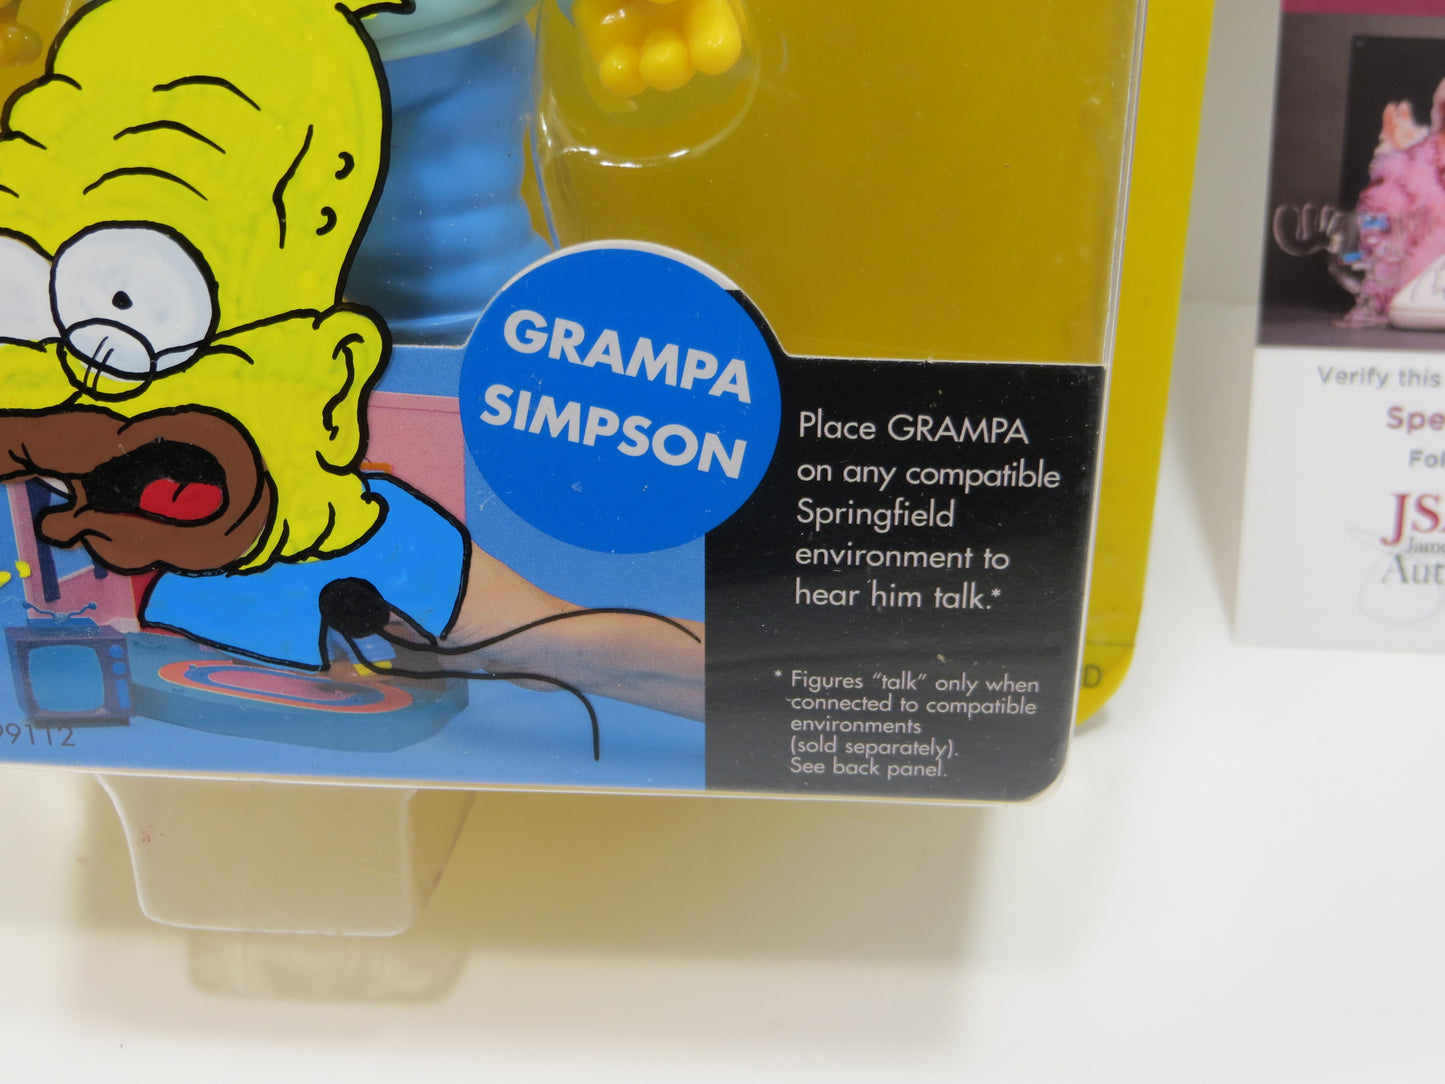 GRAMPA
SIMPSON
Place GRAMPA
on any compatible
Springfield
environment to
hear him talk.*
* Figures “talk” only when
connected to compatible
environments
(sold separately).
See back panel.
99112
D
Verify this